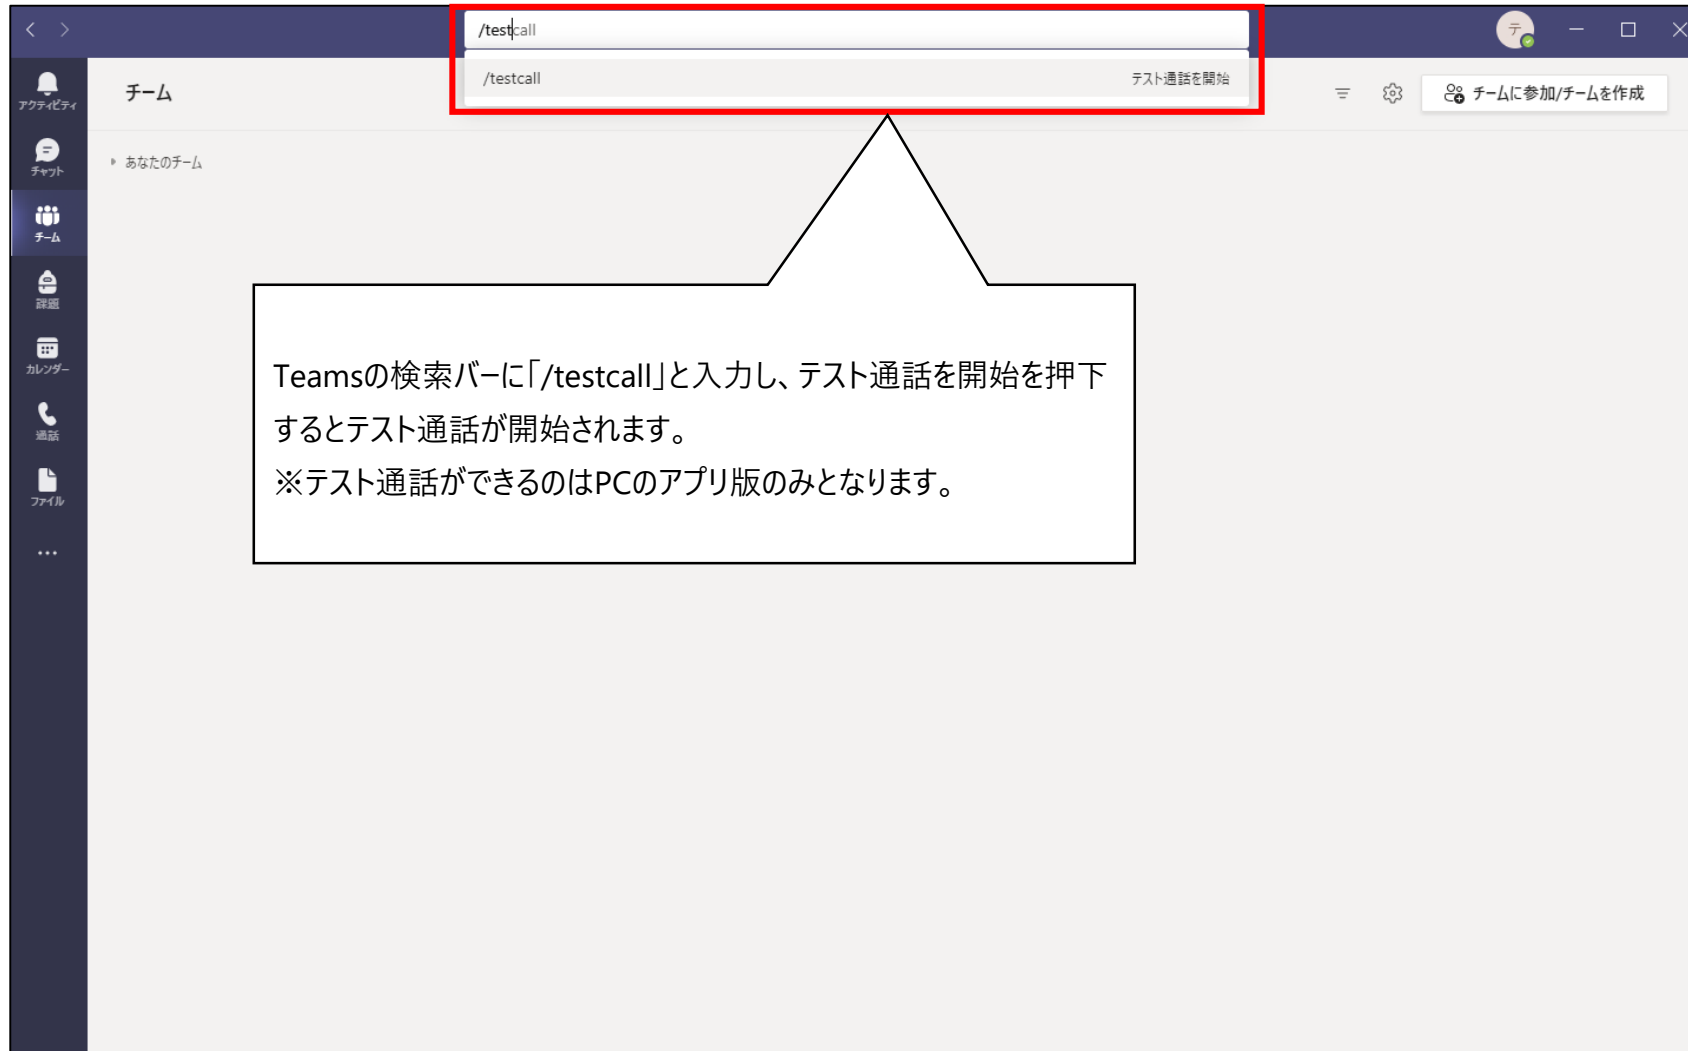 /testcall
/testcall テスト通話を開始
テ
アクティビティ
チーム
チームに参加/チームを作成
チャット
あなたのチーム
チーム
課題
カレンダー
通話
ファイル
Teamsの検索バーに「/testcall」と入力し、テスト通話を開始を押下
するとテスト通話が開始されます。
※テスト通話ができるのはPCのアプリ版のみとなります。